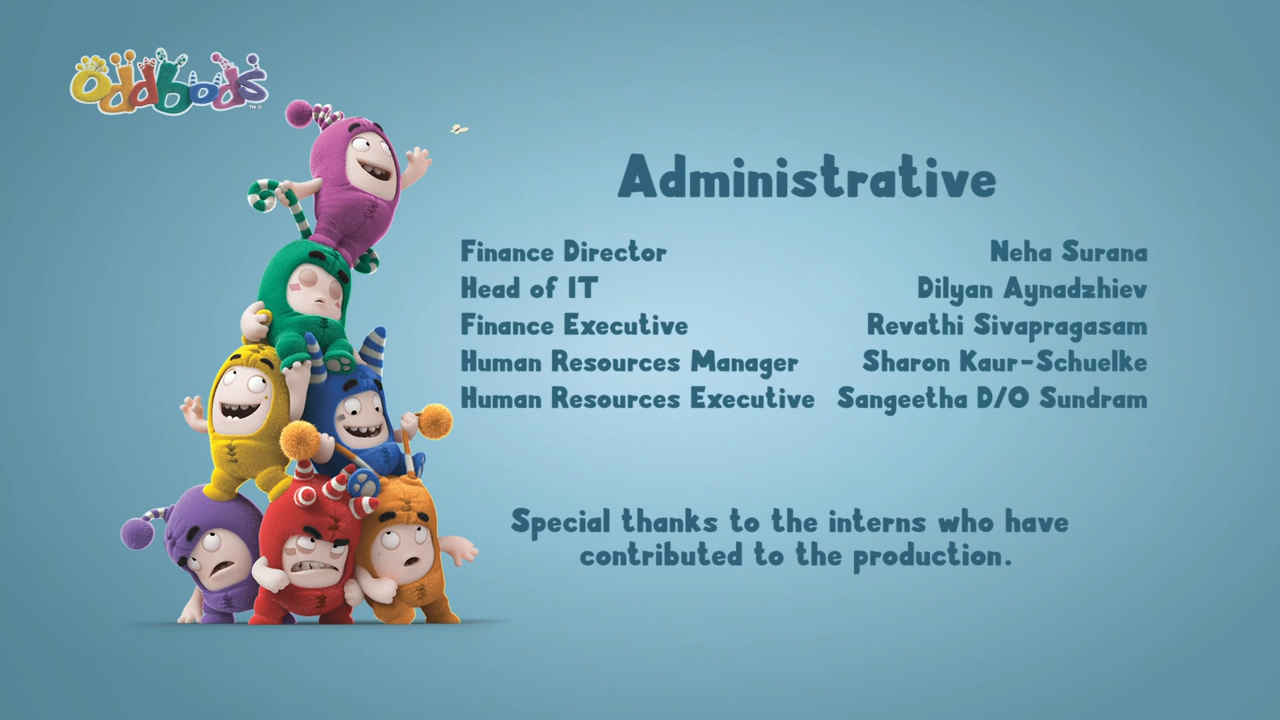 oddbods
TM ©
Administrative
Finance Director Neha Surana
Head of IT Dilyan Aynadzhiev
Finance Executive Revathi Sivapragasam
Human Resources Manager Sharon Kaur-Schuelke
Human Resources Executive Sangeetha D/O Sundram
Special thanks to the interns who have
contributed to the production.